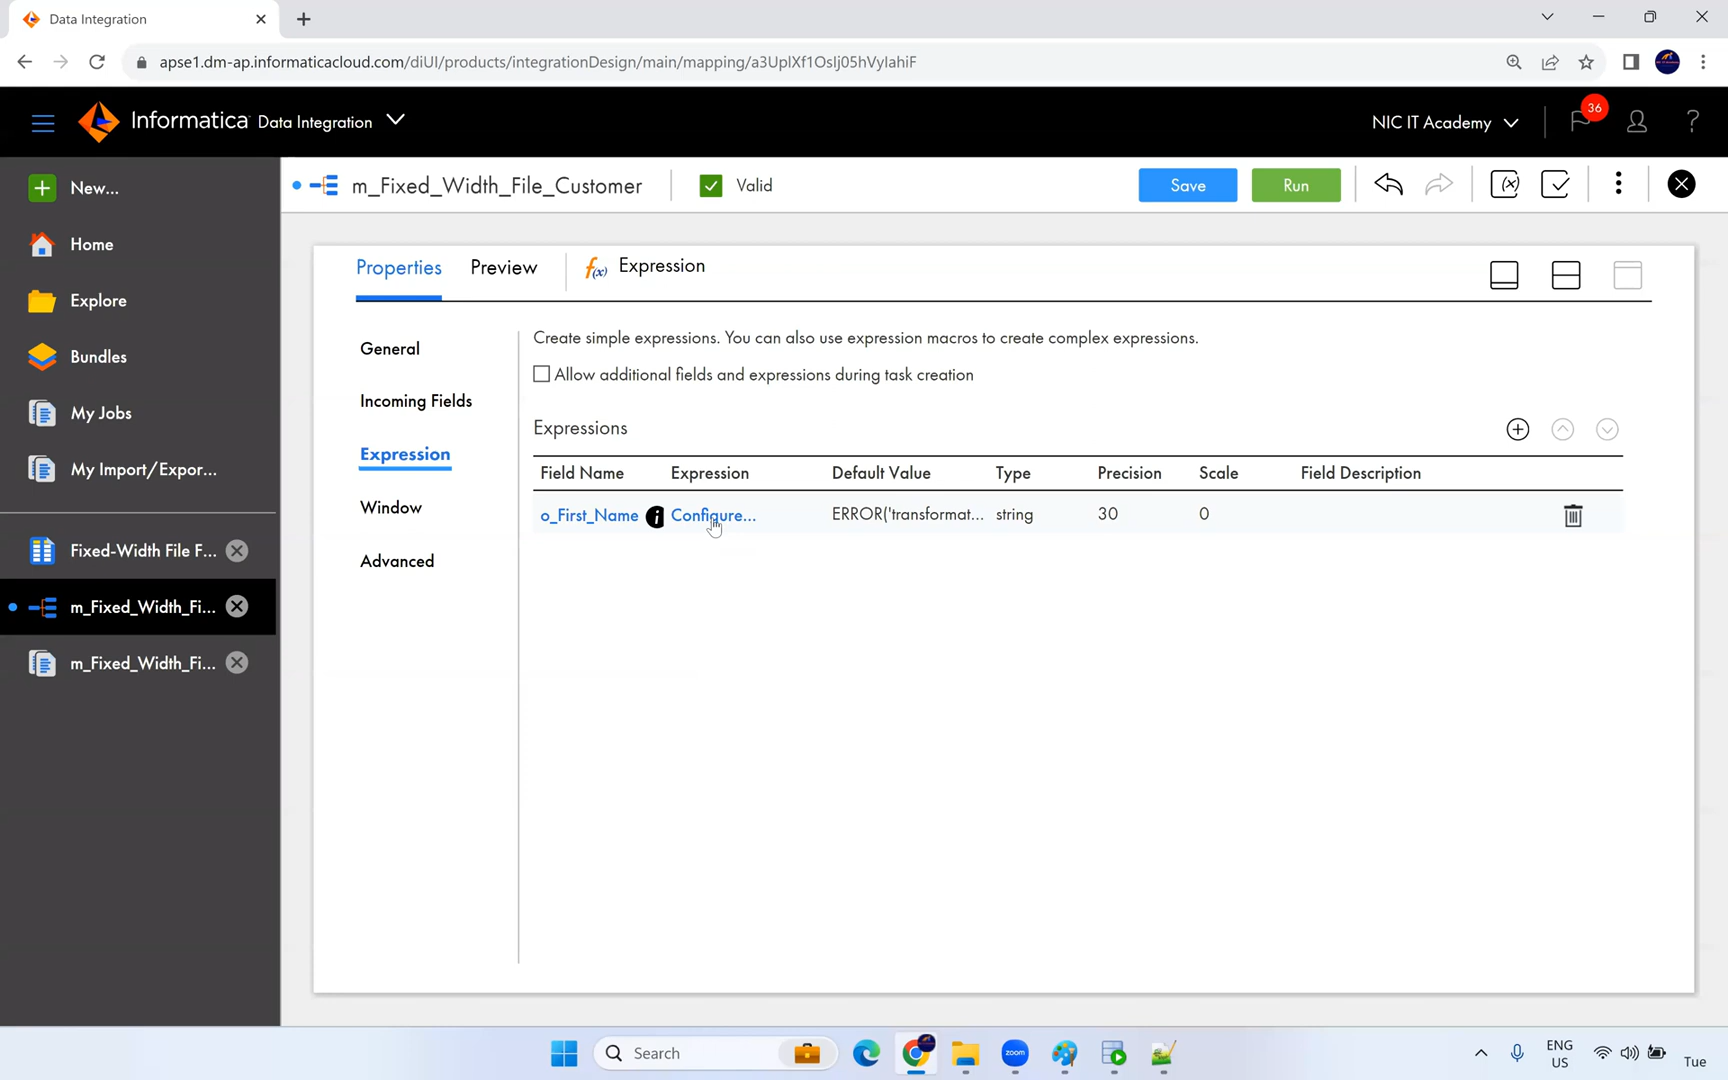 Data Integration
apse1.dm-ap.informaticacloud.com/diUI/products/integrationDesign/main/mapping/a3UplXf1OsIj05hVyIahiF
Informatica Data Integration
NIC IT Academy
36
?
New...
m_Fixed_Width_File_Customer
Valid
Save
Run
Home
Explore
Bundles
My Jobs
My Import/Expor...
Fixed-Width File F...
m_Fixed_Width_Fi...
m_Fixed_Width_Fi...
Properties
Preview
f(x) Expression
General
Incoming Fields
Expression
Window
Advanced
Create simple expressions. You can also use expression macros to create complex expressions.
Allow additional fields and expressions during task creation
Expressions
Field Name Expression Default Value Type Precision Scale Field Description
o_First_Name i Configure... ERROR('transformat... string 30 0
Search
zoom
ENG
US
Tue